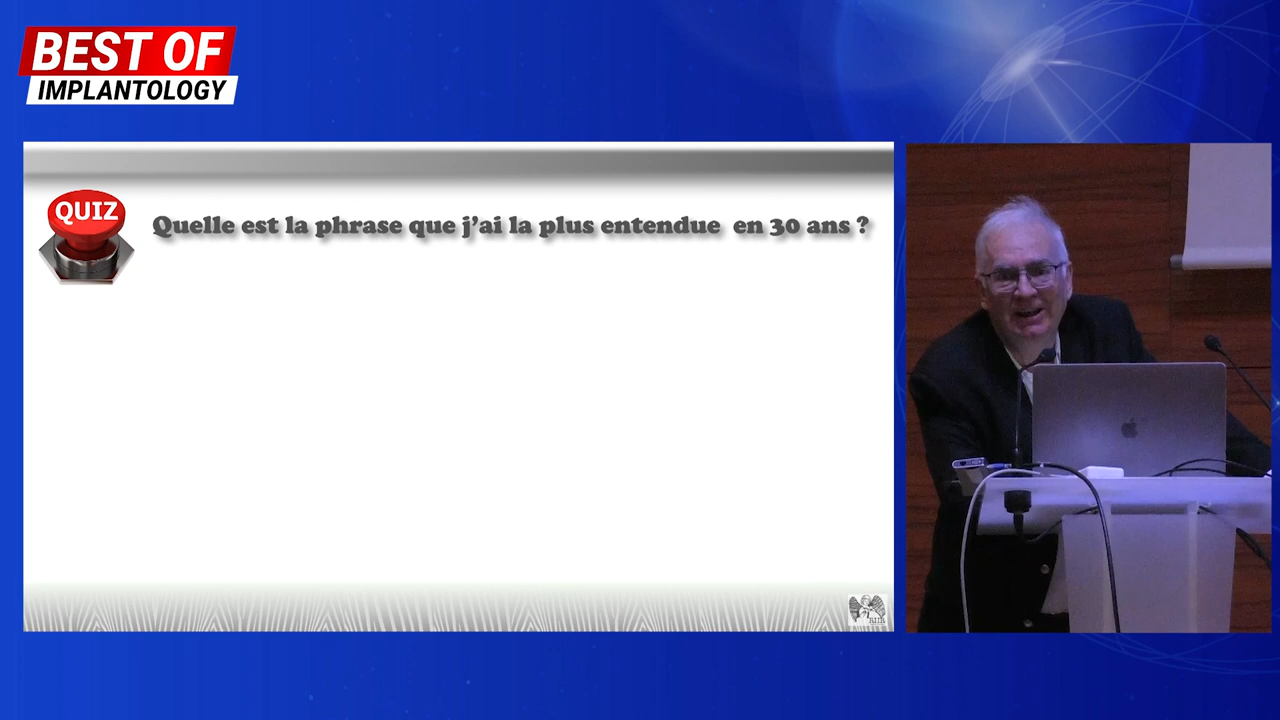 BEST OF
IMPLANTOLOGY
QUIZ
Quelle est la phrase que j'ai la plus entendue en 30 ans ?